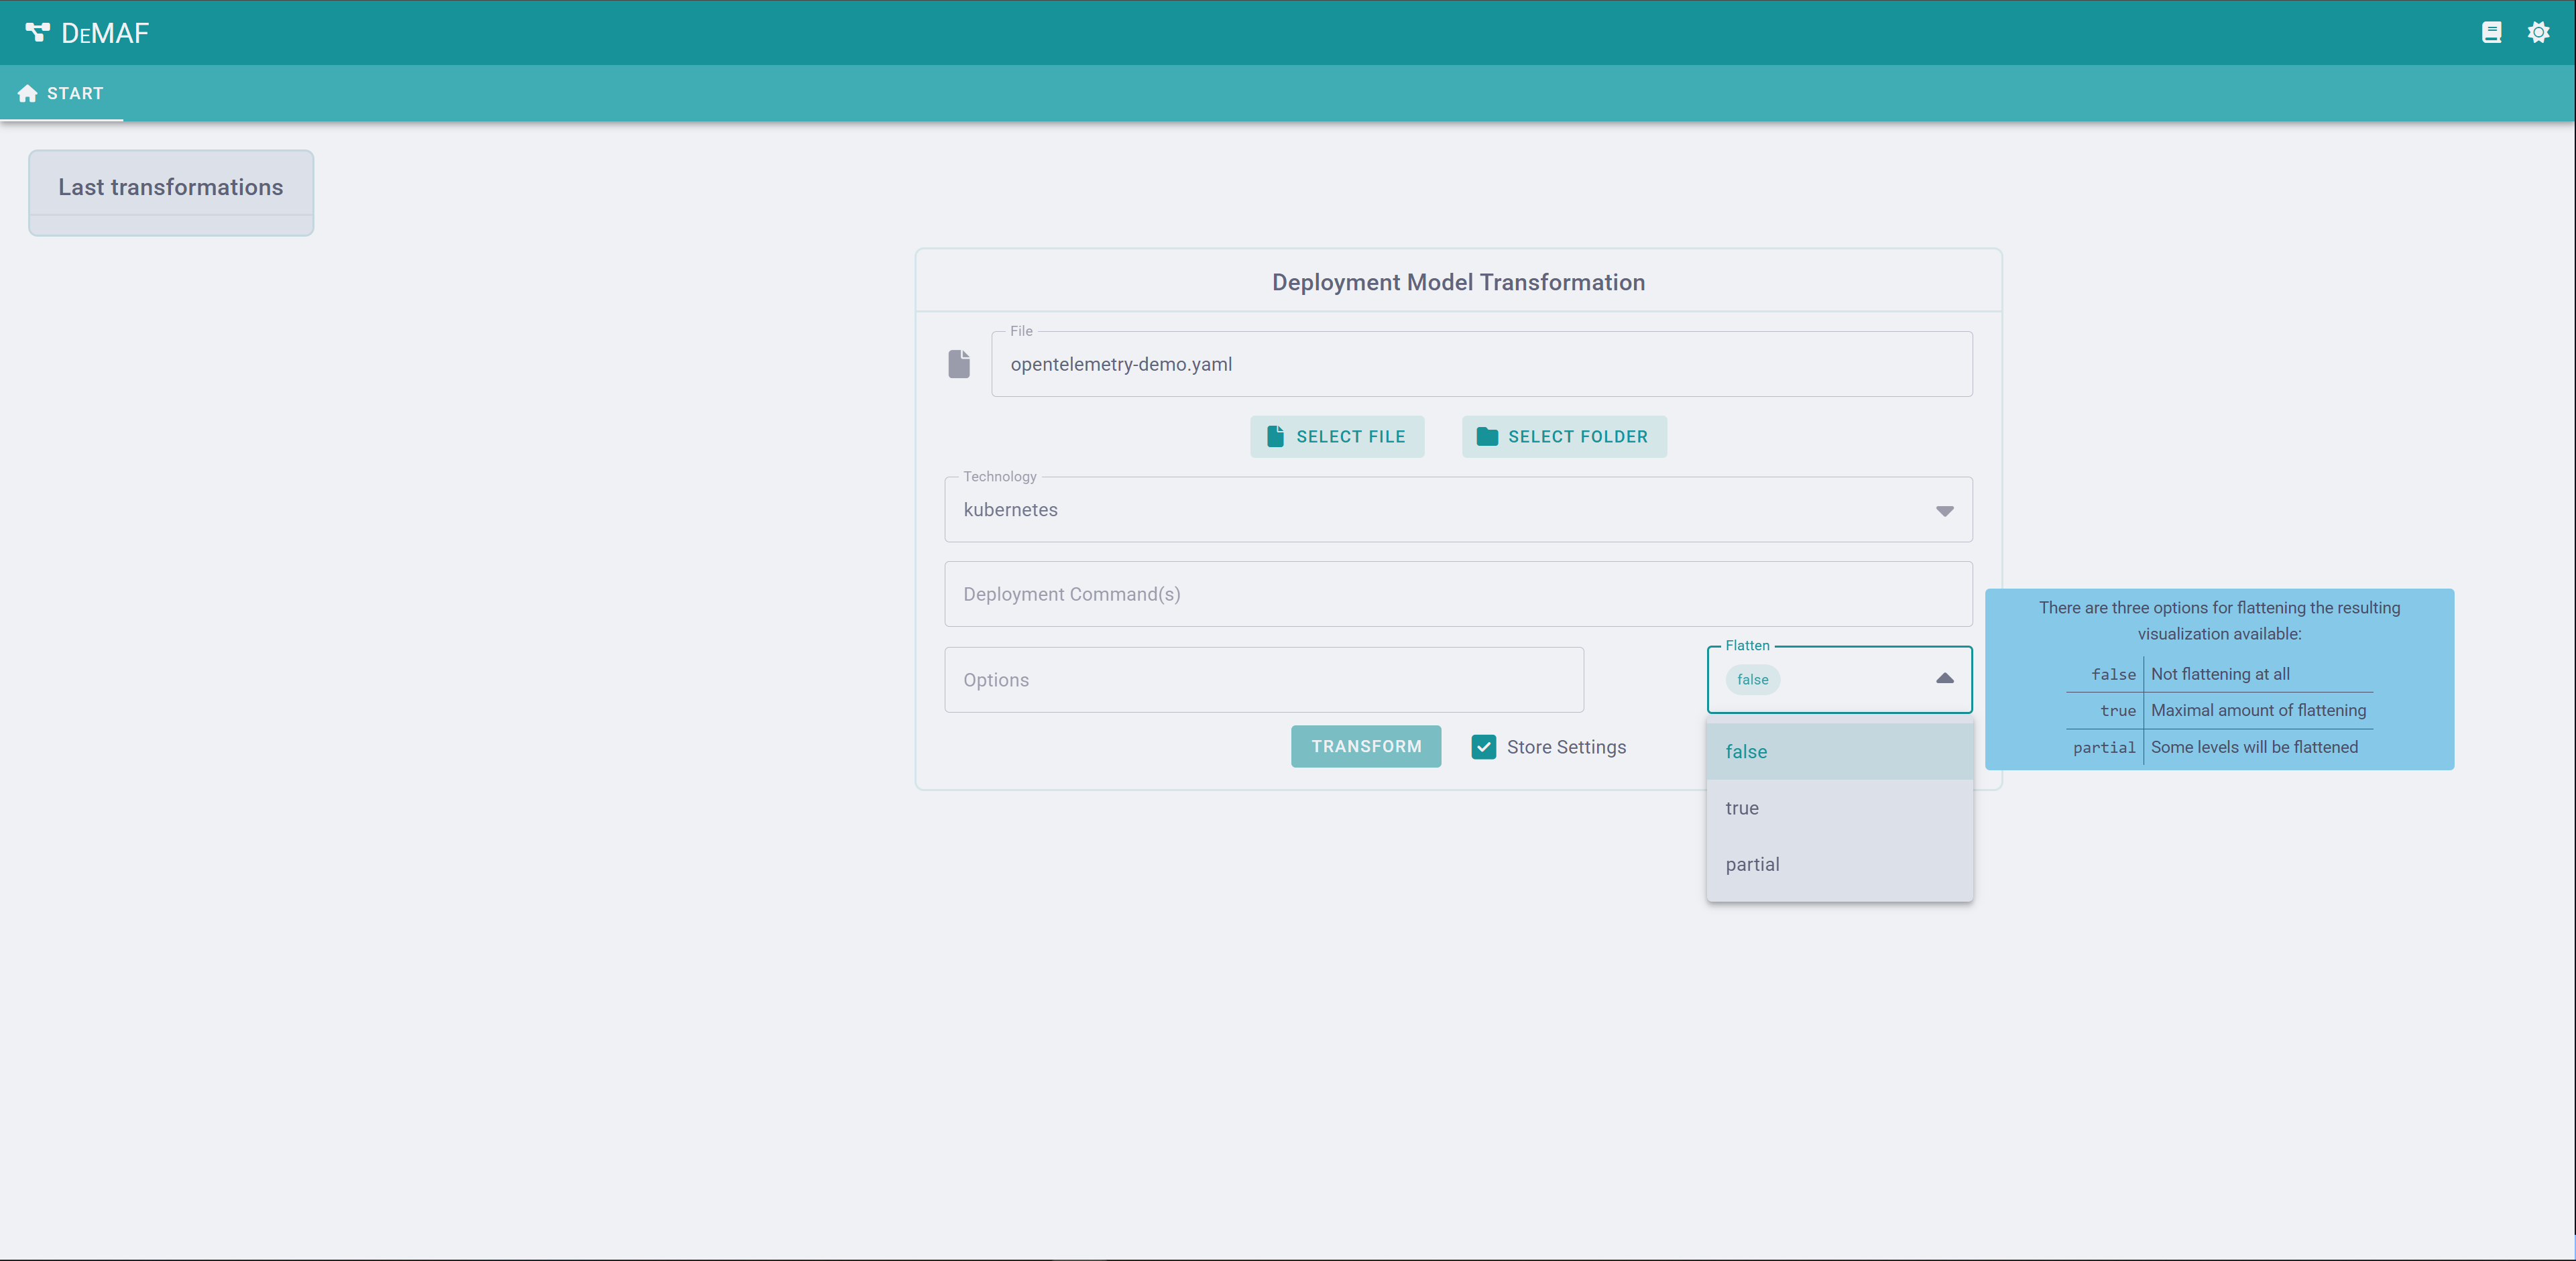 DEMAF
START
Last transformations
Deployment Model Transformation
File
opentelemetry-demo.yaml
SELECT FILE
SELECT FOLDER
Technology
kubernetes
Deployment Command(s)
Options
Flatten
false
TRANSFORM
Store Settings
false
true
partial
There are three options for flattening the resulting
visualization available:
false Not flattening at all
true Maximal amount of flattening
partial Some levels will be flattened